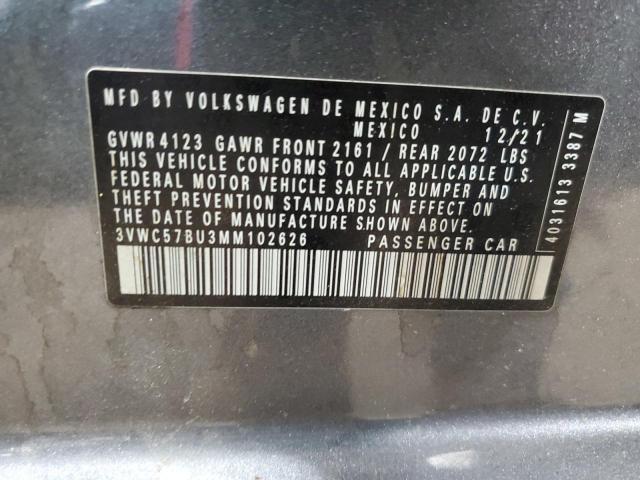 MFD BY VOLKSWAGEN DE MEXICO S.A. DE C.V.
MEXICO 12/21
GVWR 4123 GAWR FRONT 2161 / REAR 2072 LBS
THIS VEHICLE CONFORMS TO ALL APPLICABLE U.S.
FEDERAL MOTOR VEHICLE SAFETY, BUMPER AND
THEFT PREVENTION STANDARDS IN EFFECT ON
THE DATE OF MANUFACTURE SHOWN ABOVE.
3VWC57BU3MM102626 PASSENGER CAR
4031613 3387 M